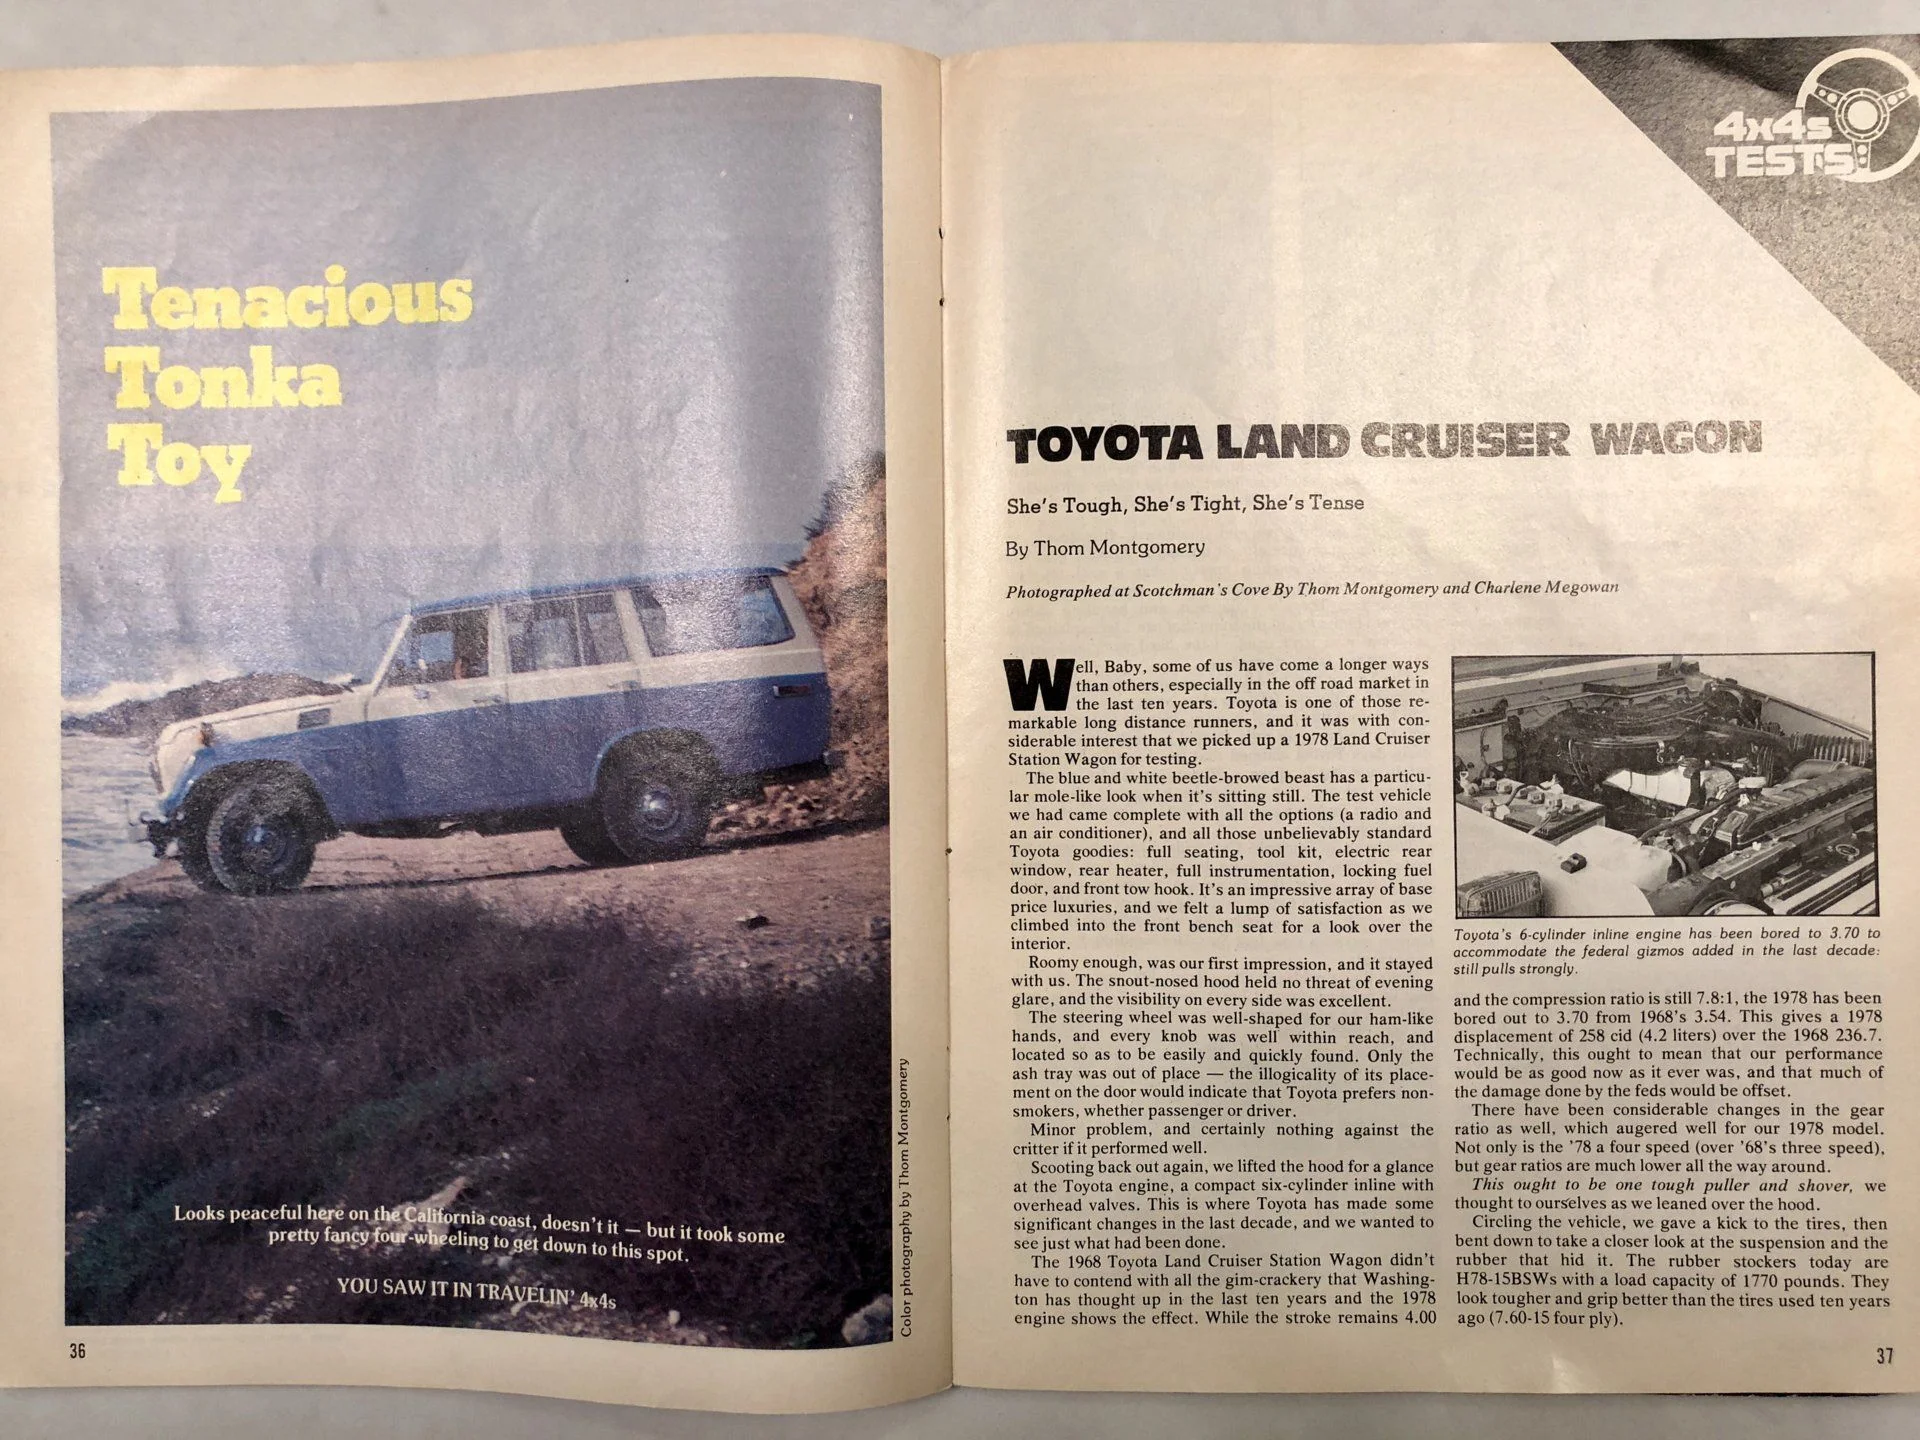 Tenacious
Tonka
Toy
Looks peaceful here on the California coast, doesn't it — but it took some
pretty fancy four-wheeling to get down to this spot.
YOU SAW IT IN TRAVELIN' 4x4s
Color photography by Thom Montgomery
36
4x4s
TESTS
TOYOTA LAND CRUISER WAGON
She's Tough, She's Tight, She's Tense
By Thom Montgomery
Photographed at Scotchman's Cove By Thom Montgomery and Charlene Megowan
Well, Baby, some of us have come a longer ways
than others, especially in the off road market in
the last ten years. Toyota is one of those re-
markable long distance runners, and it was with con-
siderable interest that we picked up a 1978 Land Cruiser
Station Wagon for testing.
The blue and white beetle-browed beast has a particu-
lar mole-like look when it's sitting still. The test vehicle
we had came complete with all the options (a radio and
an air conditioner), and all those unbelievably standard
Toyota goodies: full seating, tool kit, electric rear
window, rear heater, full instrumentation, locking fuel
door, and front tow hook. It's an impressive array of base
price luxuries, and we felt a lump of satisfaction as we
climbed into the front bench seat for a look over the
interior.
Roomy enough, was our first impression, and it stayed
with us. The snout-nosed hood held no threat of evening
glare, and the visibility on every side was excellent.
The steering wheel was well-shaped for our ham-like
hands, and every knob was well within reach, and
located so as to be easily and quickly found. Only the
ash tray was out of place — the illogicality of its place-
ment on the door would indicate that Toyota prefers non-
smokers, whether passenger or driver.
Minor problem, and certainly nothing against the
critter if it performed well.
Scooting back out again, we lifted the hood for a glance
at the Toyota engine, a compact six-cylinder inline with
overhead valves. This is where Toyota has made some
significant changes in the last decade, and we wanted to
see just what had been done.
The 1968 Toyota Land Cruiser Station Wagon didn't
have to contend with all the gim-crackery that Washing-
ton has thought up in the last ten years and the 1978
engine shows the effect. While the stroke remains 4.00
Toyota's 6-cylinder inline engine has been bored to 3.70 to
accommodate the federal gizmos added in the last decade:
still pulls strongly.
and the compression ratio is still 7.8:1, the 1978 has been
bored out to 3.70 from 1968's 3.54. This gives a 1978
displacement of 258 cid (4.2 liters) over the 1968 236.7.
Technically, this ought to mean that our performance
would be as good now as it ever was, and that much of
the damage done by the feds would be offset.
There have been considerable changes in the gear
ratio as well, which augered well for our 1978 model.
Not only is the '78 a four speed (over '68's three speed),
but gear ratios are much lower all the way around.
This ought to be one tough puller and shover, we
thought to ourselves as we leaned over the hood.
Circling the vehicle, we gave a kick to the tires, then
bent down to take a closer look at the suspension and the
rubber that hid it. The rubber stockers today are
H78-15BSWs with a load capacity of 1770 pounds. They
look tougher and grip better than the tires used ten years
ago (7.60-15 four ply).
37